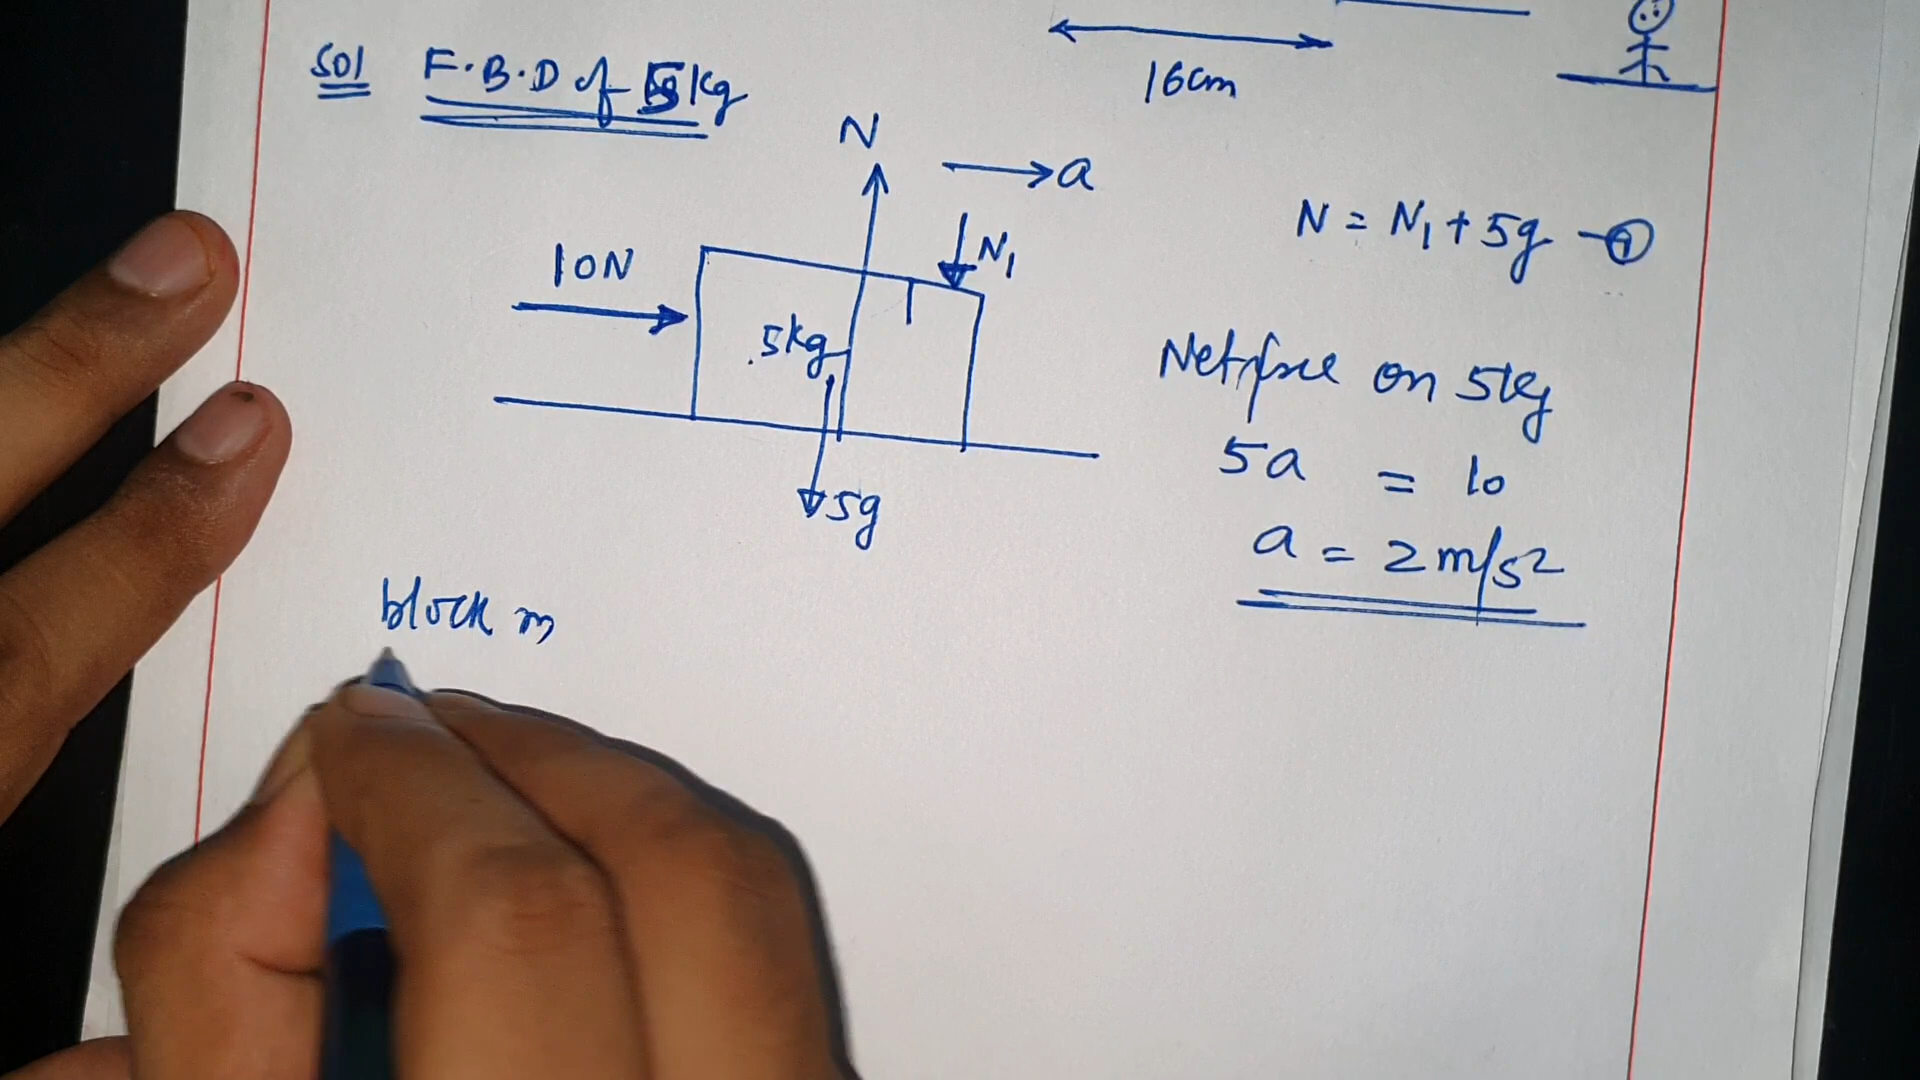 Sol F.B.D of 5kg
16cm
N
a
10N
N₁
5kg
5g
N = N₁ + 5g
Net force on 5kg
5a = 10
a = 2 m/s²
block m